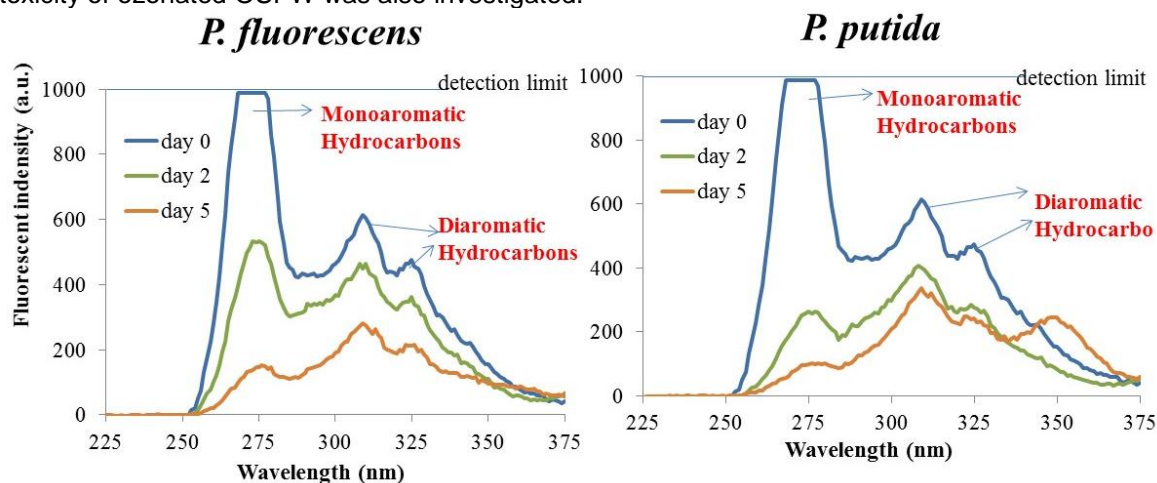 toxicity of ozonated OSPW was also investigated.
P. fluorescens
Fluorescent indensity (a.u.)
1000
800
600
400
200
0
detection limit
Monoaromatic
Hydrocarbons
day 0
day 2
day 5
Diaromatic
Hydrocarbons
225 250 275 300 325 350 375
Wavelength (nm)
P. putida
1000
800
600
400
200
0
detection limit
Monoaromatic
Hydrocarbons
day 0
day 2
day 5
Diaromatic
Hydrocarbo
225 250 275 300 325 350 375
Wavelength (nm)